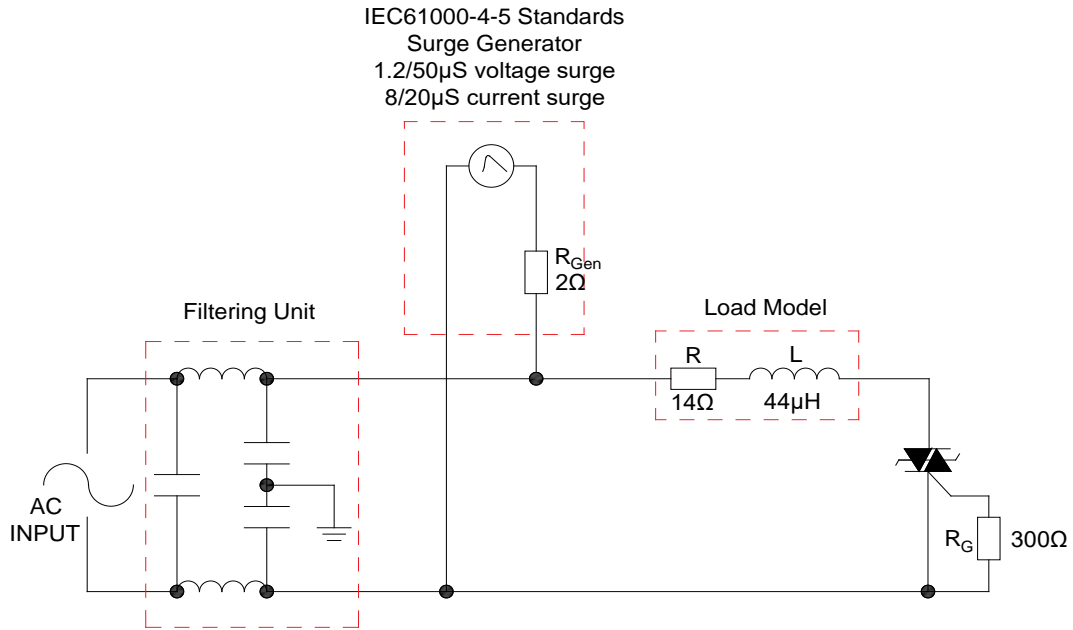 IEC61000-4-5 Standards
Surge Generator
1.2/50µS voltage surge
8/20µS current surge
RGen
2Ω
Filtering Unit
Load Model
R
L
14Ω
44µH
AC
INPUT
RG
300Ω